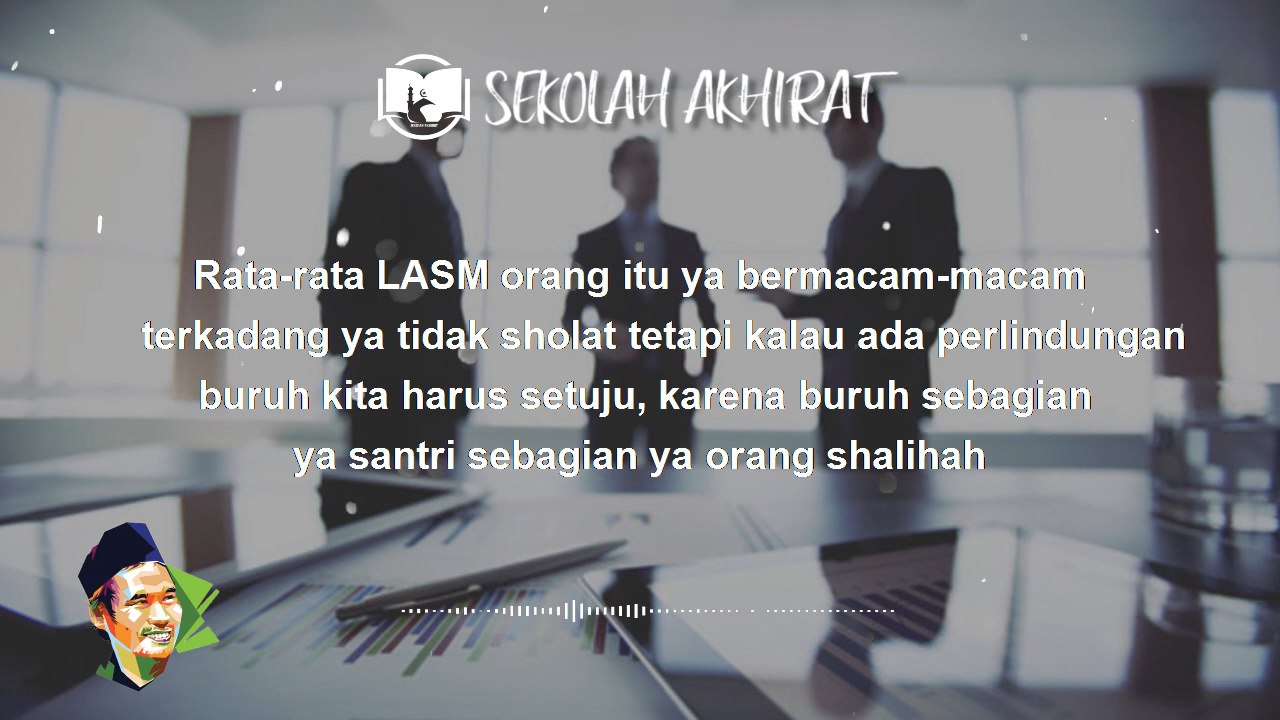 SEKOLAH AKHIRAT
Rata-rata LASM orang itu ya bermacam-macam
terkadang ya tidak sholat tetapi kalau ada perlindungan
buruh kita harus setuju, karena buruh sebagian
ya santri sebagian ya orang shalihah